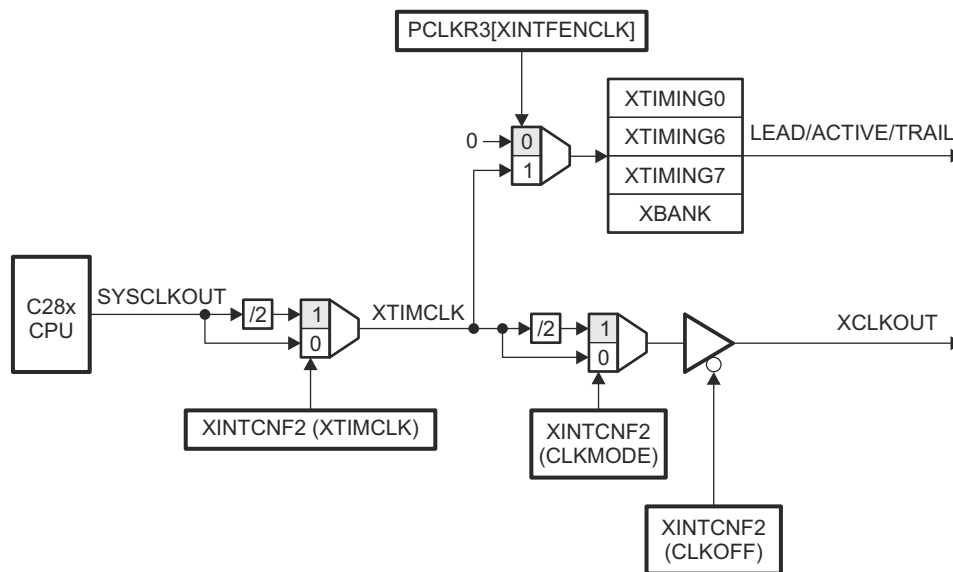 PCLKR3[XINTFENCLK]
0
0
1
XTIMING0
XTIMING6
XTIMING7
XBANK
LEAD/ACTIVE/TRAIL
C28x
CPU
SYSCLKOUT
/2
1
0
XTIMCLK
/2
1
0
XCLKOUT
XINTCNF2 (XTIMCLK)
XINTCNF2
(CLKMODE)
XINTCNF2
(CLKOFF)